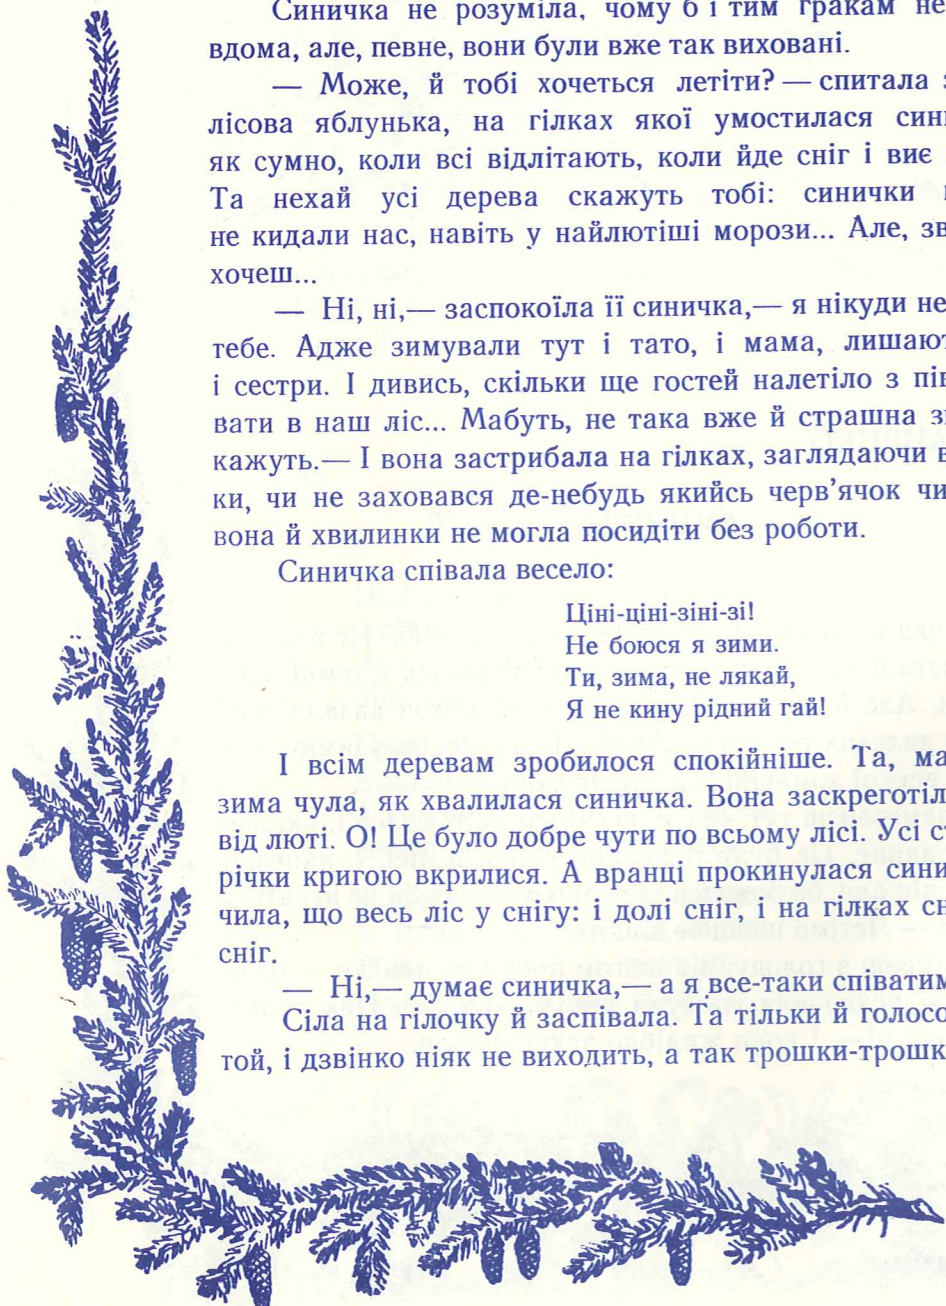 Синичка не розуміла, чому б і тим гракам не
вдома, але, певне, вони були вже так виховані.
— Може, й тобі хочеться летіти? — спитала
лісова яблунька, на гілках якої умостилася
як сумно, коли всі відлітають, коли йде сніг і виє
Та нехай усі дерева скажуть тобі: синички
не кидали нас, навіть у найлютіші морози... Але,
хочеш...
— Ні, ні,— заспокоїла її синичка,— я нікуди не
тебе. Адже зимували тут і тато, і мама,
і сестри. І дивись, скільки ще гостей налетіло з
вати в наш ліс... Мабуть, не така вже й страшна
кажуть.— І вона застрибала на гілках, заглядаючи
ки, чи не заховався де-небудь якийсь черв’ячок чи
вона й хвилинки не могла посидіти без роботи.
Синичка співала весело:
Ціні-ціні-зіні-зі!
Не боюся я зими.
Ти, зима, не лякай,
Я не кину рідний гай!
І всім деревам зробилося спокійніше. Та,
зима чула, як хвалилася синичка. Вона
від люті. О! Це було добре чути по всьому лісі. Усі
річки кригою вкрилися. А вранці прокинулася
чила, що весь ліс у снігу: і долі сніг, і на гілках
сніг.
— Ні,— думає синичка,— а я все-таки
Сіла на гілочку й заспівала. Та тільки й
той, і дзвінко ніяк не виходить, а так